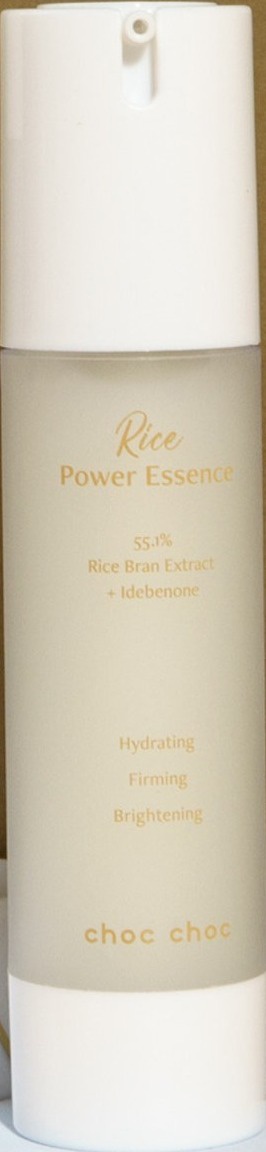 Rice
Power Essence
55.1%
Rice Bran Extract
+ Idebenone
Hydrating
Firming
Brightening
choc choc